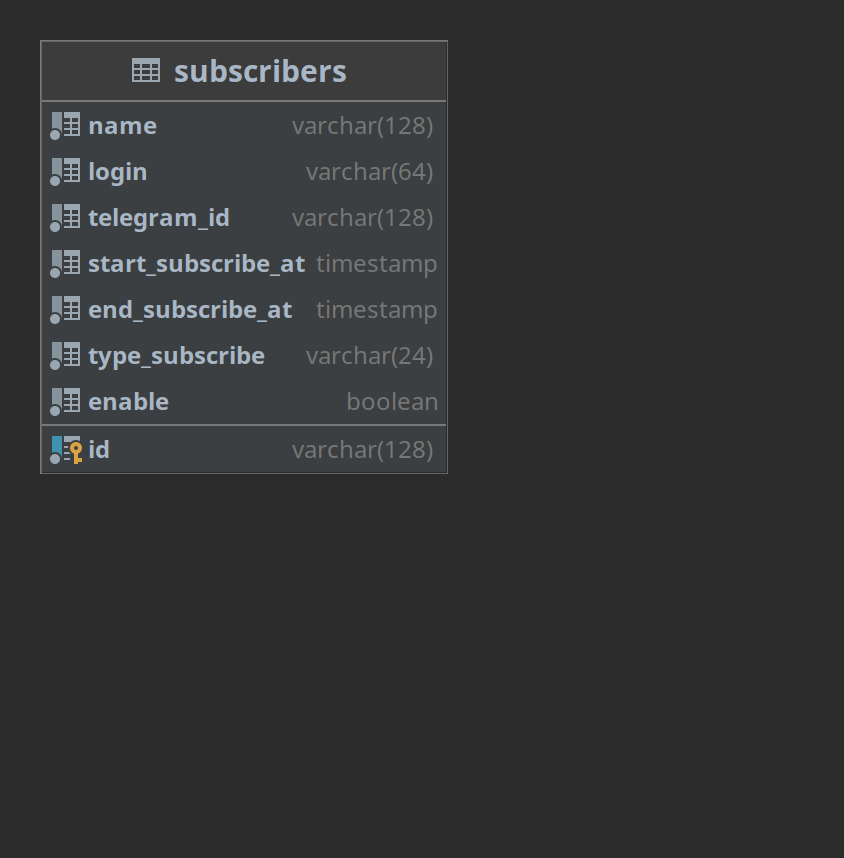 subscribers
name varchar(128)
login varchar(64)
telegram_id varchar(128)
start_subscribe_at timestamp
end_subscribe_at timestamp
type_subscribe varchar(24)
enable boolean
id varchar(128)